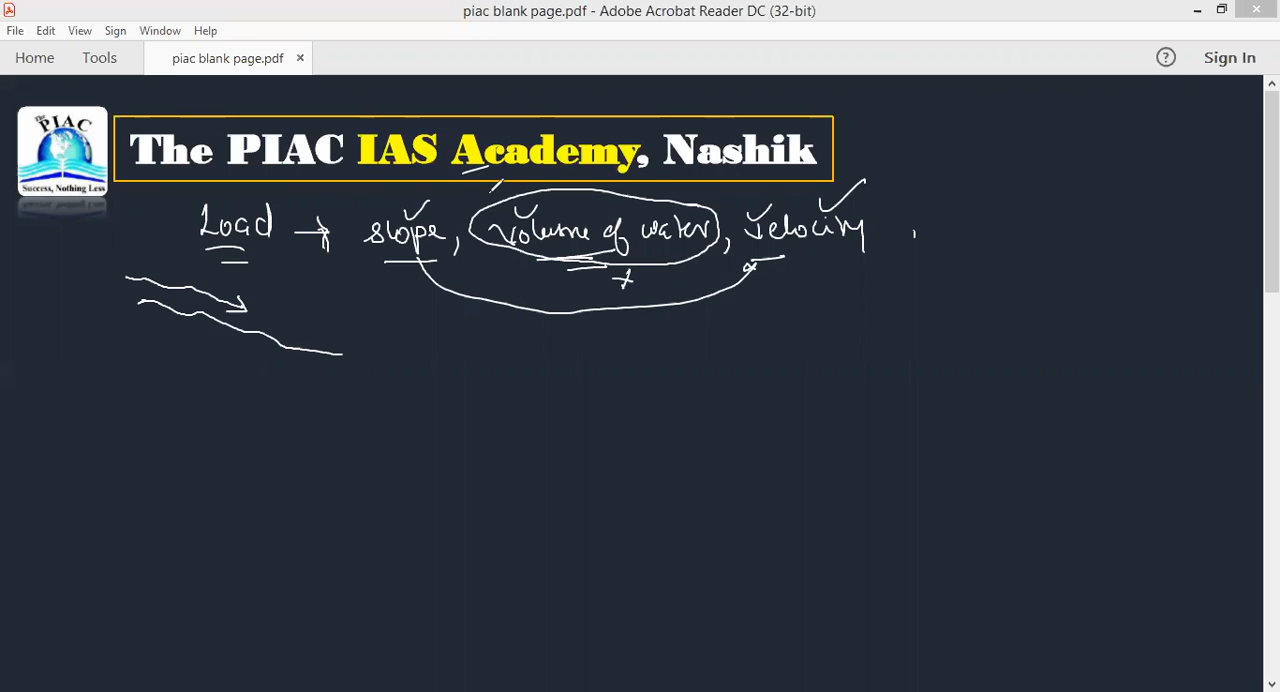 piac blank page.pdf - Adobe Acrobat Reader DC (32-bit)
File Edit View Sign Window Help
Home Tools piac blank page.pdf × ? Sign In
The PIAC
Success, Nothing Less
The PIAC IAS Academy, Nashik
Load → slope, volume of water, velocity ,